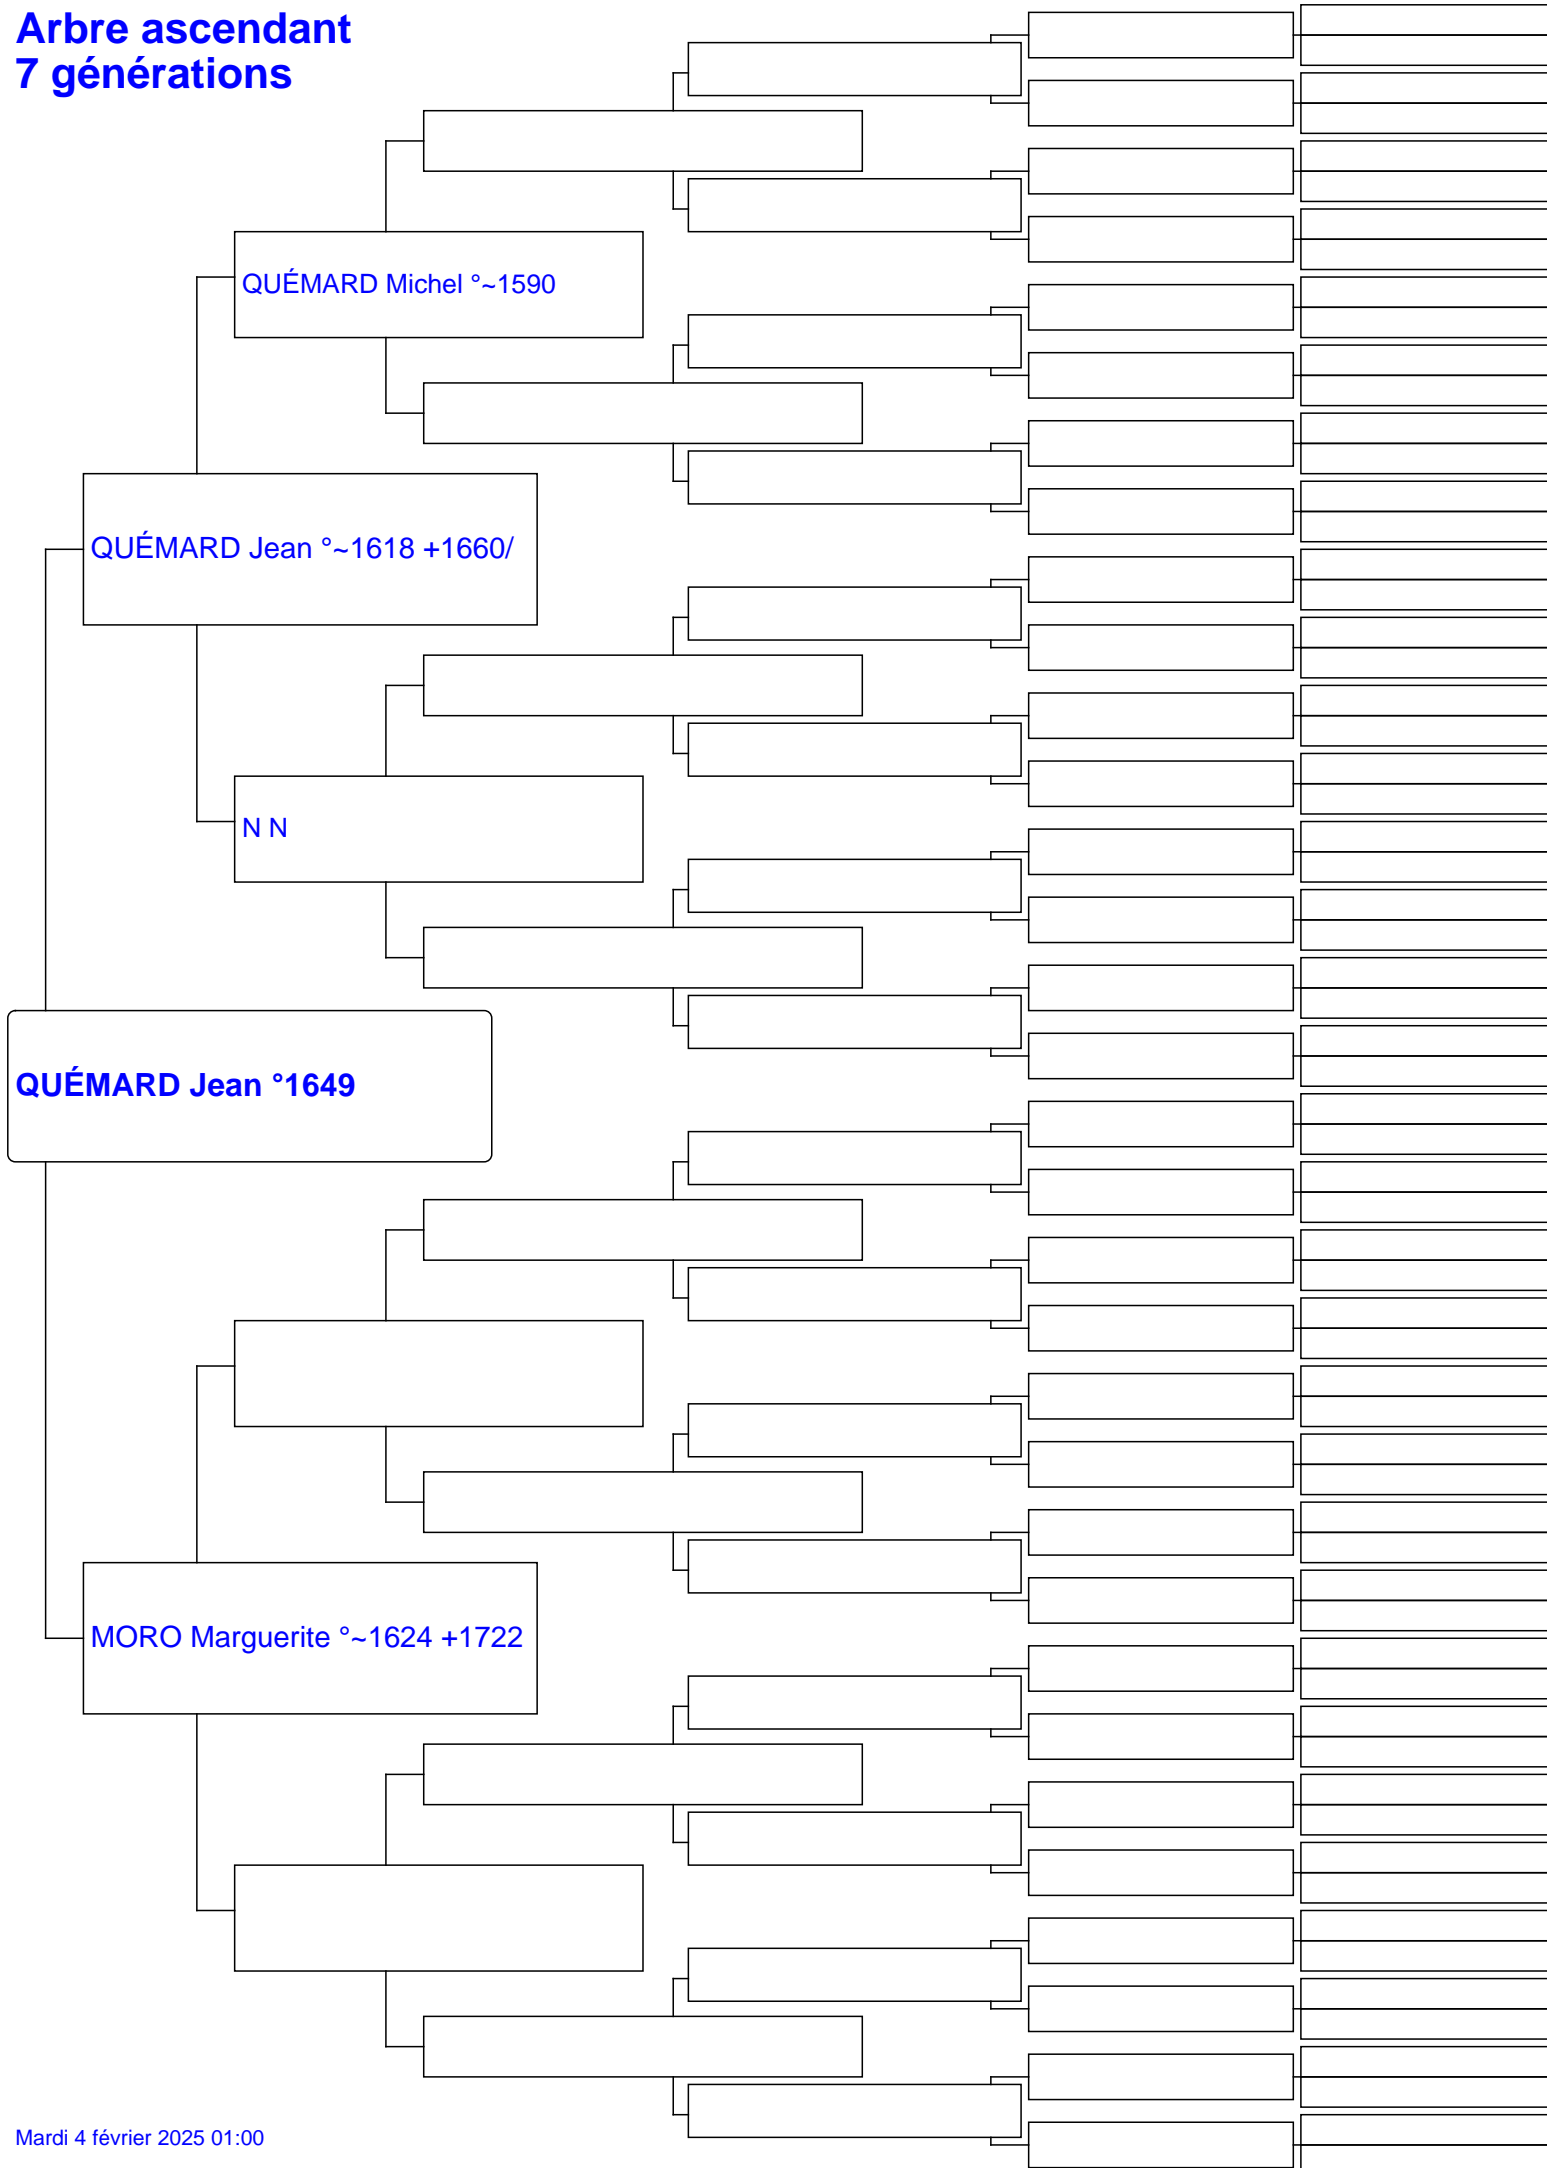 Arbre ascendant
7 générations
QUÉMARD Michel °~1590
QUÉMARD Jean °~1618 +1660/
N N
QUÉMARD Jean °1649
MORO Marguerite °~1624 +1722
Mardi 4 février 2025 01:00